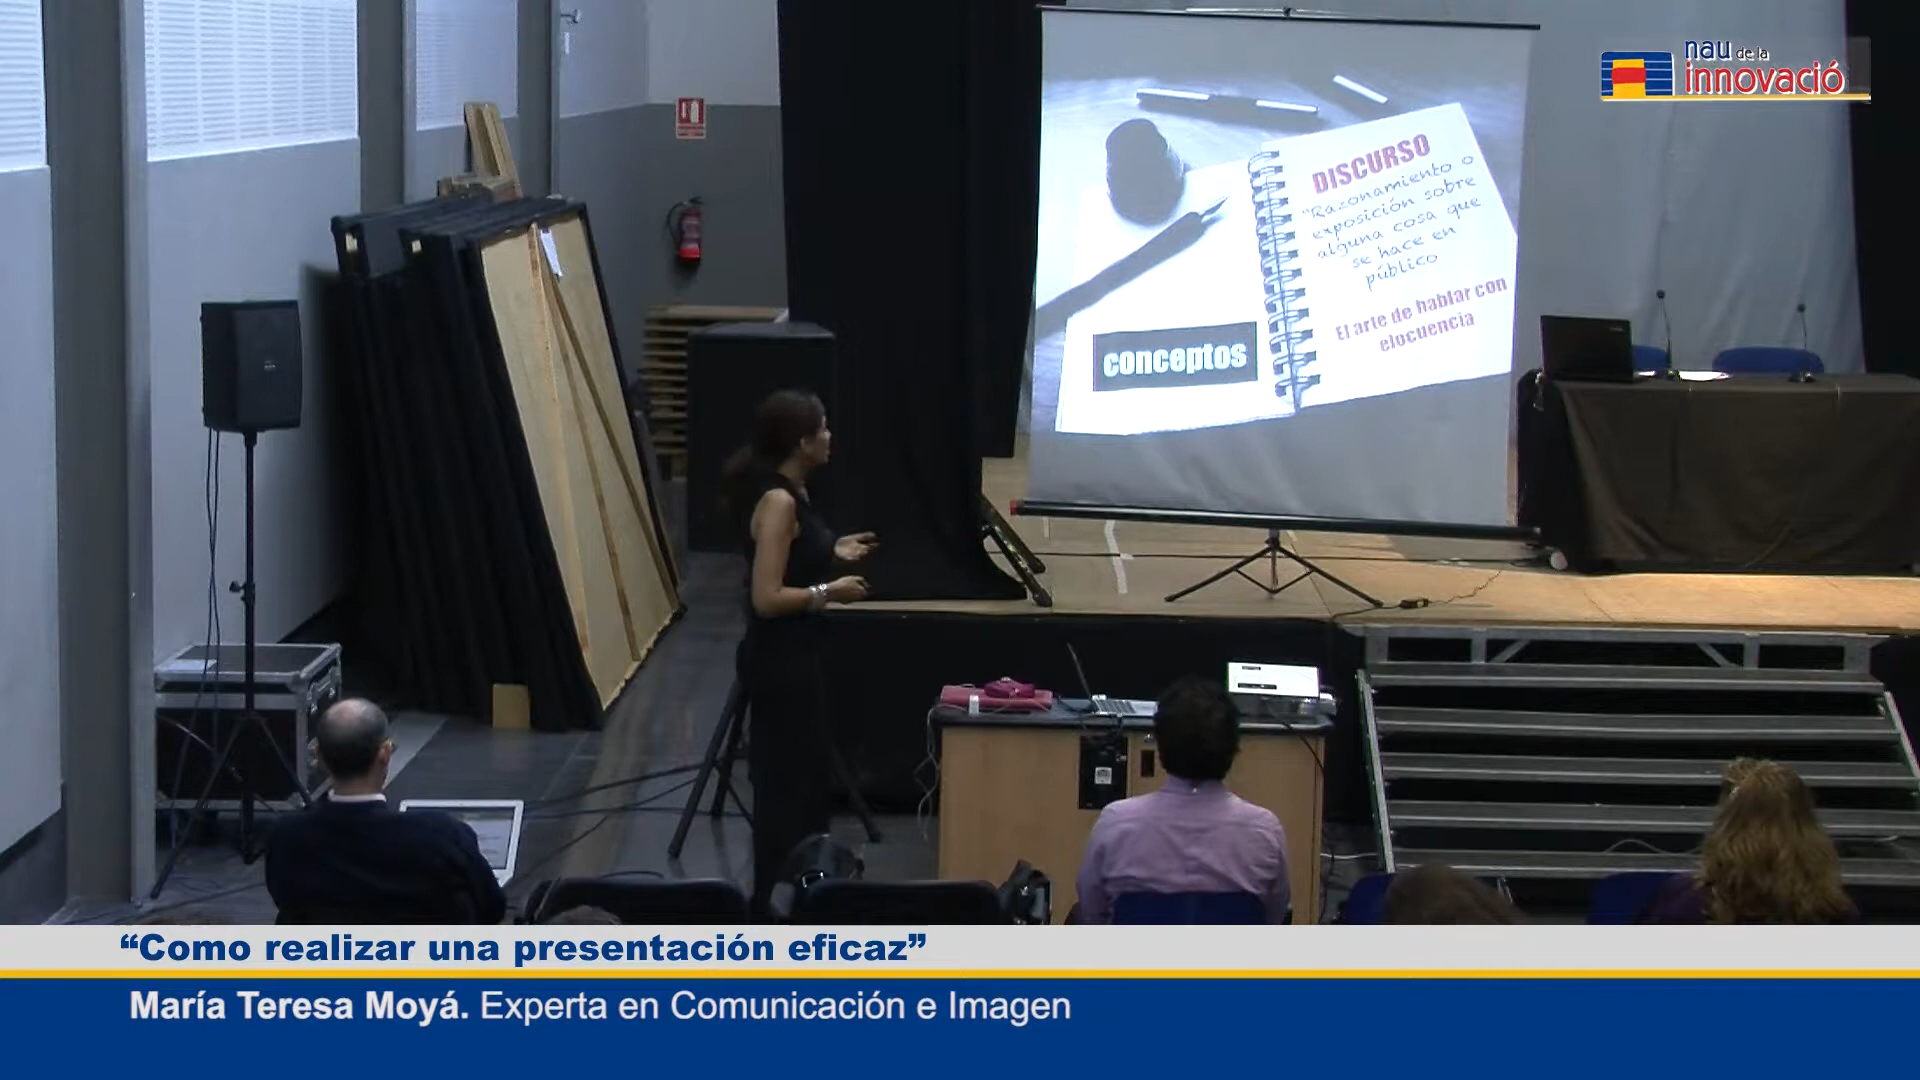 nau de la
innovació
DISCURSO
"Razonamiento o
exposición sobre
alguna cosa que
se hace en
público
El arte de hablar con
elocuencia
conceptos
“Como realizar una presentación eficaz”
María Teresa Moyá. Experta en Comunicación e Imagen